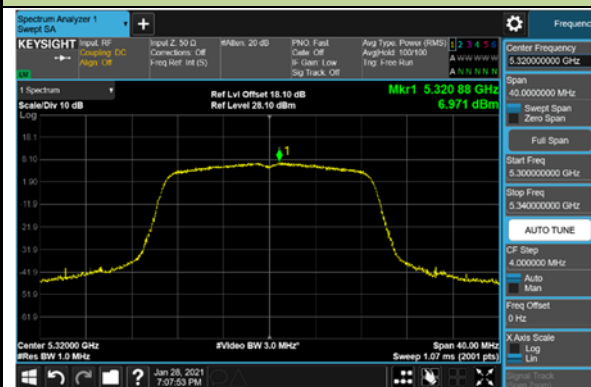 Spectrum Analyzer 1
Swept SA
+
Frequenc
KEYSIGHT
Input: RF
Coupling: DC
Align: Off
Input Z: 50 Ω
Corrections: Off
Freq Ref: Int (S)
#Atten: 20 dB
PNO: Fast
Gate: Off
IF Gain: Low
Sig Track: Off
Avg Type: Power (RMS)
Avg|Hold: 100/100
Trig: Free Run
1 2 3 4 5 6
A W W W W W
A N N N N N
1 Spectrum
Scale/Div 10 dB
Log
Ref Lvl Offset 18.10 dB
Ref Level 28.10 dBm
Mkr1 5.320 88 GHz
6.971 dBm
18.1
8.10
1
-1.90
-11.9
-21.9
-31.9
-41.9
-51.9
-61.9
Center 5.32000 GHz
#Res BW 1.0 MHz
#Video BW 3.0 MHz*
Span 40.00 MHz
Sweep 1.07 ms (2001 pts)
Center Frequency
5.320000000 GHz
Span
40.0000000 MHz
Swept Span
Zero Span
Full Span
Start Freq
5.300000000 GHz
Stop Freq
5.340000000 GHz
AUTO TUNE
CF Step
4.000000 MHz
Auto
Man
Freq Offset
0 Hz
X Axis Scale
Log
Lin
Signal Track
Jan 28, 2021
7:07:53 PM
?